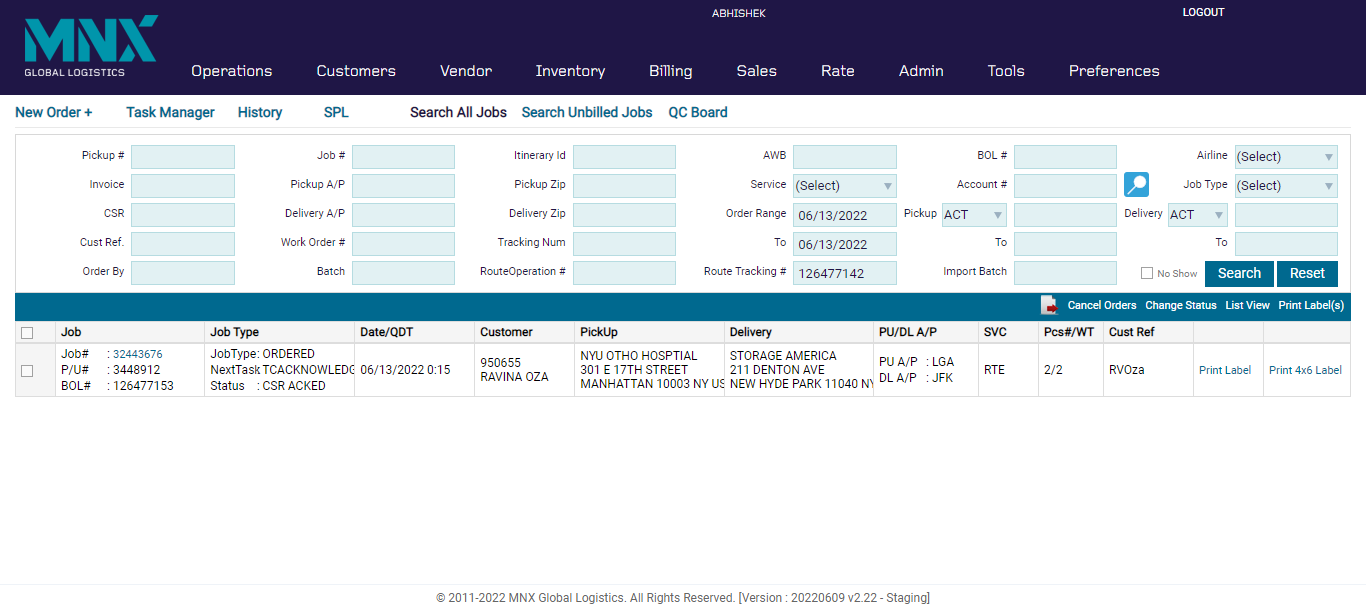 ABHISHEK LOGOUT
MNX
GLOBAL LOGISTICS
Operations Customers Vendor Inventory Billing Sales Rate Admin Tools Preferences
New Order + Task Manager History SPL Search All Jobs Search Unbilled Jobs QC Board
Pickup # Job # Itinerary Id AWB BOL # Airline (Select)
Invoice Pickup A/P Pickup Zip Service (Select) Account # Job Type (Select)
CSR Delivery A/P Delivery Zip Order Range 06/13/2022 Pickup ACT Delivery ACT
Cust Ref. Work Order # Tracking Num To 06/13/2022 To To
Order By Batch RouteOperation # Route Tracking # 126477142 Import Batch No Show Search Reset
Cancel Orders Change Status List View Print Label(s)
Job Job Type Date/QDT Customer PickUp Delivery PU/DL A/P SVC Pcs#/WT Cust Ref
Job# : 32443676 JobType : ORDERED NYU OTHO HOSPTIAL STORAGE AMERICA
P/U# : 3448912 NextTask : TCACKNOWLEDG 06/13/2022 0:15 950655 RAVINA OZA 301 E 17TH STREET 211 DENTON AVE PU A/P : LGA DL A/P : JFK RTE 2/2 RVOza Print Label Print 4x6 Label
BOL# : 126477153 Status : CSR ACKED MANHATTAN 10003 NY US NEW HYDE PARK 11040 NY
© 2011-2022 MNX Global Logistics. All Rights Reserved. [Version : 20220609 v2.22 - Staging]